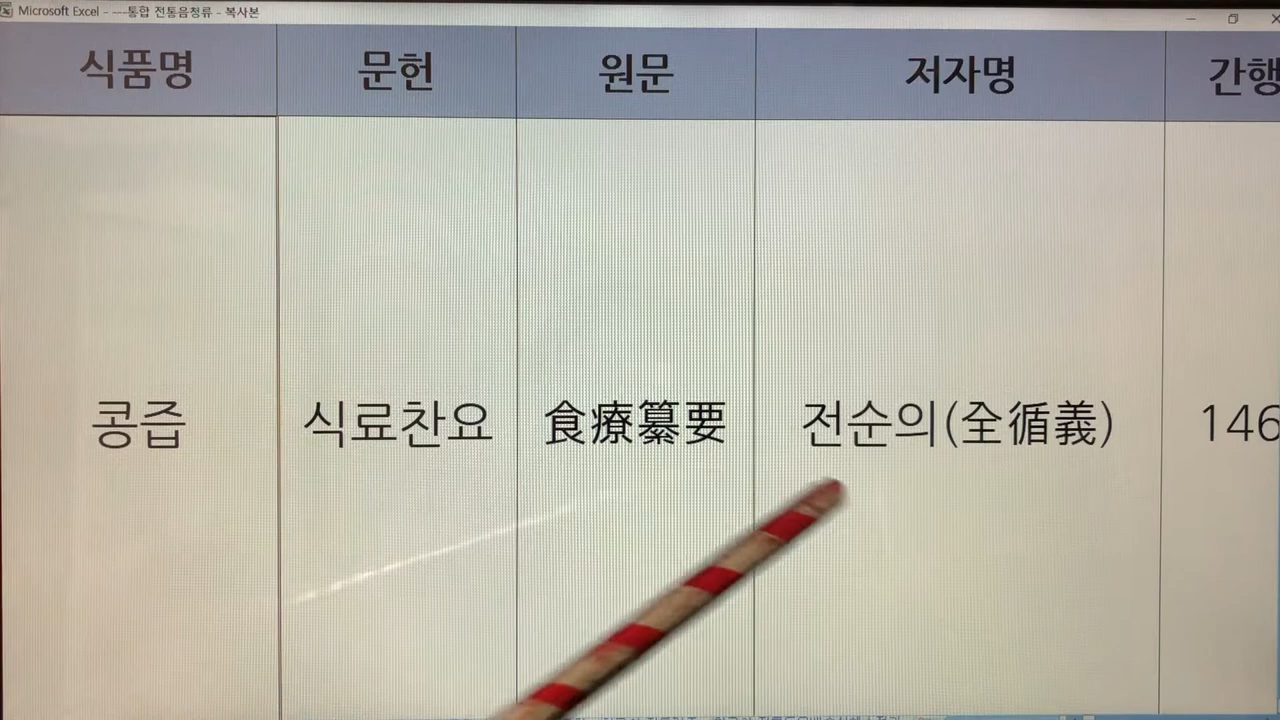 Microsoft Excel - ---통합 전통음청류 - 복사본
식품명 문헌 원문 저자명 간행
콩즙 식료찬요 食療纂要 전순의(全循義) 146